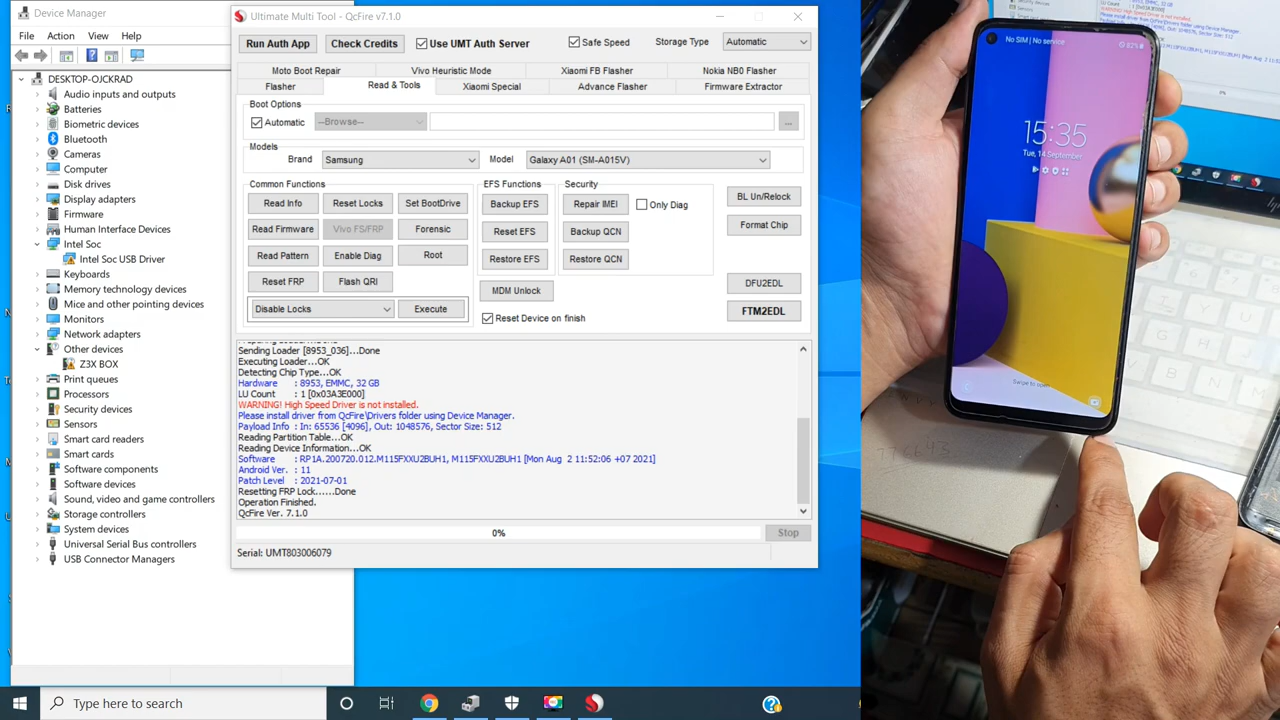 Device Manager
File Action View Help
DESKTOP-OJCKRAD
Audio inputs and outputs
Batteries
Biometric devices
Bluetooth
Cameras
Computer
Disk drives
Display adapters
Firmware
Human Interface Devices
Intel Soc
Intel Soc USB Driver
Keyboards
Memory technology devices
Mice and other pointing devices
Monitors
Network adapters
Other devices
Z3X BOX
Print queues
Processors
Security devices
Sensors
Smart card readers
Smart cards
Software components
Software devices
Sound, video and game controllers
Storage controllers
System devices
Universal Serial Bus controllers
USB Connector Managers
Ultimate Multi Tool - QcFire v7.1.0
Run Auth App Check Credits Use UMT Auth Server Safe Speed Storage Type Automatic
Moto Boot Repair Vivo Heuristic Mode Xiaomi FB Flasher Nokia NB0 Flasher
Flasher Read & Tools Xiaomi Special Advance Flasher Firmware Extractor
Boot Options
Automatic --Browse-- ...
Models
Brand Samsung Model Galaxy A01 (SM-A015V)
Common Functions EFS Functions Security
Read Info Reset Locks Set BootDrive Backup EFS Repair IMEI Only Diag BL Un/Relock
Read Firmware Vivo FS/FRP Forensic Reset EFS Backup QCN Format Chip
Read Pattern Enable Diag Root Restore EFS Restore QCN
Reset FRP Flash QRI MDM Unlock DFU2EDL
Disable Locks Execute Reset Device on finish FTM2EDL
Sending Loader [8953_036]...Done
Executing Loader...OK
Detecting Chip Type...OK
Hardware : 8953, EMMC, 32 GB
LU Count : 1 [0x03A3E000]
WARNING! High Speed Driver is not installed.
Please install driver from QcFire\Drivers folder using Device Manager.
Payload Info : In: 65536 [4096], Out: 1048576, Sector Size: 512
Reading Partition Table...OK
Reading Device Information...OK
Software : RP1A.200720.012.M115FXXU2BUH1, M115FXXU2BUH1 [Mon Aug 2 11:52:06 +07 2021]
Android Ver. : 11
Patch Level : 2021-07-01
Resetting FRP Lock......Done
Operation Finished.
QcFire Ver. 7.1.0
0% Stop
Serial: UMT803006079
Type here to search
No SIM | No service
82%
15:35
Tue, 14 September
Swipe to open